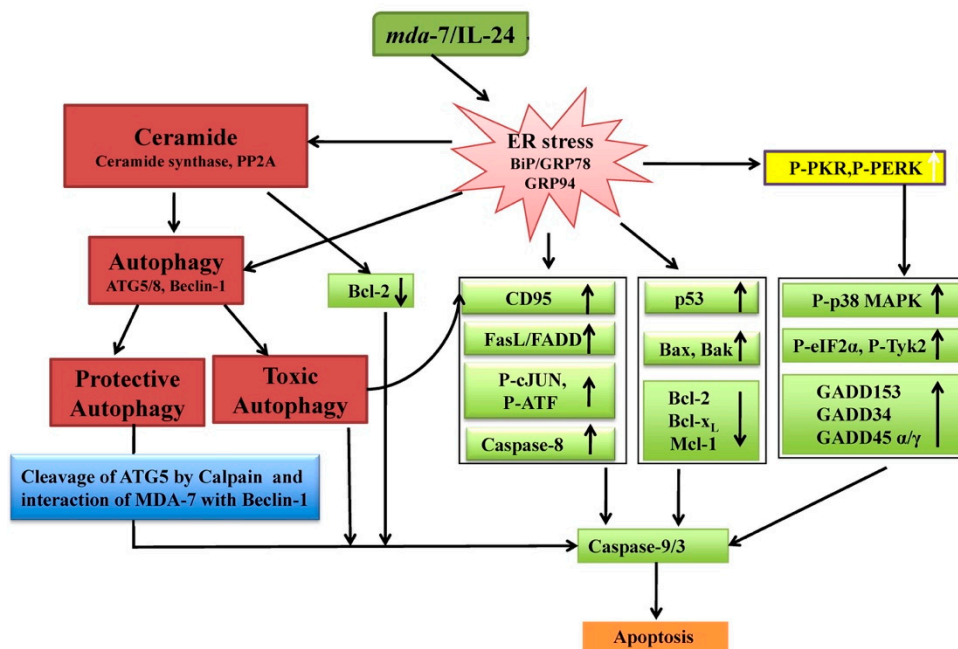 mda-7/IL-24
Ceramide
Ceramide synthase, PP2A
ER stress
BiP/GRP78
GRP94
P-PKR,P-PERK
Autophagy
ATG5/8, Beclin-1
Bcl-2
CD95
FasL/FADD
P-cJUN,
P-ATF
Caspase-8
p53
Bax, Bak
Bcl-2
Bcl-xL
Mcl-1
P-p38 MAPK
P-eIF2α, P-Tyk2
GADD153
GADD34
GADD45 α/γ
Protective
Autophagy
Toxic
Autophagy
Cleavage of ATG5 by Calpain and
interaction of MDA-7 with Beclin-1
Caspase-9/3
Apoptosis